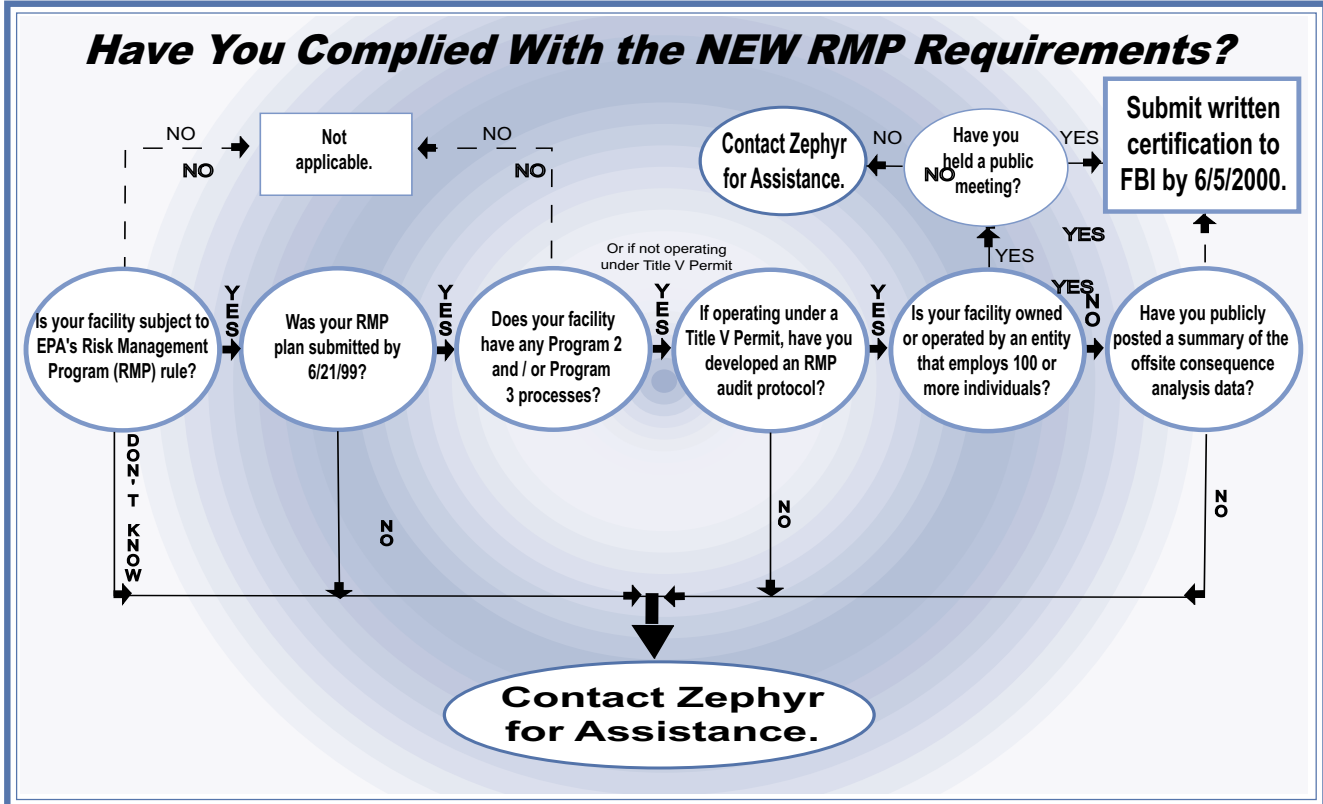 Have You Complied With the NEW RMP Requirements?
NO
NO
Not
applicable.
NO
NO
Contact Zephyr
for Assistance.
NO
Have you
held a public
meeting?
NO
YES
Submit written
certification to
FBI by 6/5/2000.
YES
YES
Or if not operating
under Title V Permit
Is your facility subject to
EPA's Risk Management
Program (RMP) rule?
YES
Was your RMP
plan submitted by
6/21/99?
YES
Does your facility
have any Program 2
and / or Program
3 processes?
YES
If operating under a
Title V Permit, have you
developed an RMP
audit protocol?
YES
Is your facility owned
or operated by an entity
that employs 100 or
more individuals?
YES
NO
Have you publicly
posted a summary of the
offsite consequence
analysis data?
DON'T KNOW
NO
NO
NO
Contact Zephyr
for Assistance.